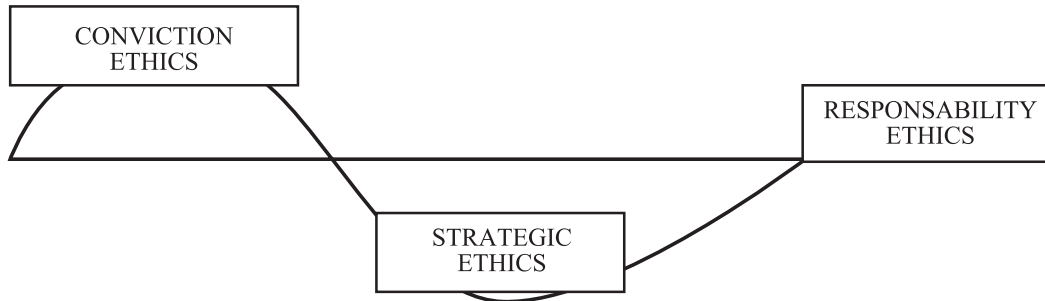 CONVICTION
ETHICS
RESPONSABILITY
ETHICS
STRATEGIC
ETHICS